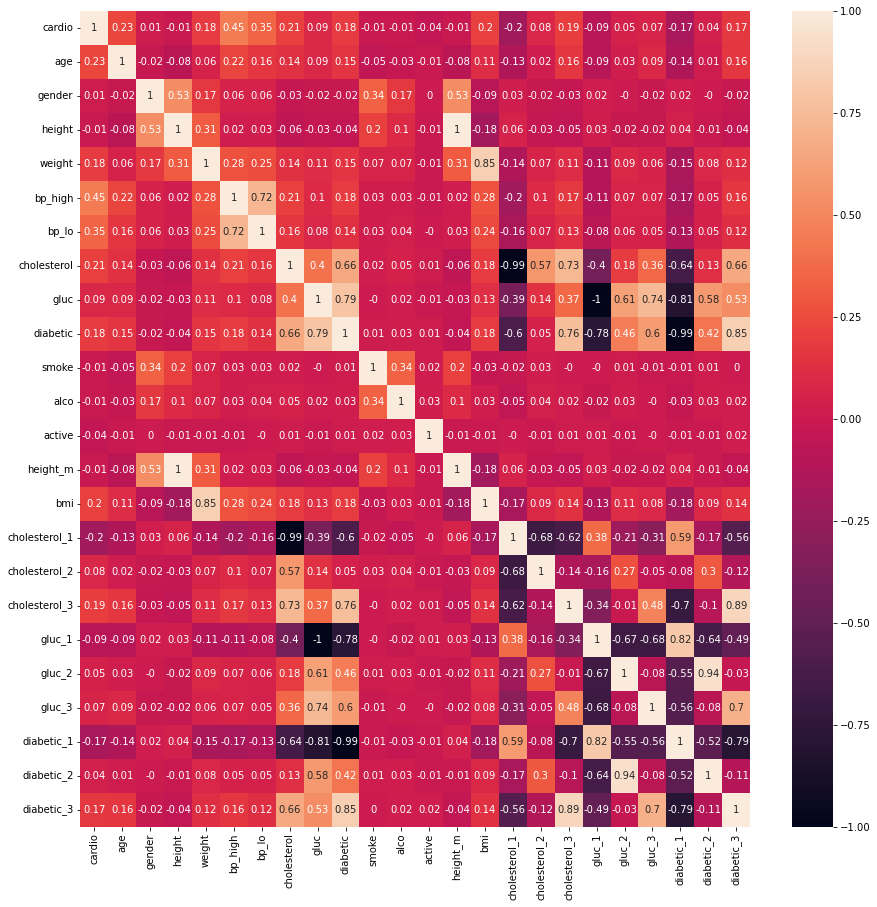 cardio 1 0.23 0.01 -0.01 0.18 0.45 0.35 0.21 0.09 0.18 -0.01 -0.01 -0.04 -0.01 0.2 -0.2 0.08 0.19 -0.09 0.05 0.07 -0.17 0.04 0.17
age 0.23 1 -0.02 -0.08 0.06 0.22 0.16 0.14 0.09 0.15 -0.05 -0.03 -0.01 -0.08 0.11 -0.13 0.02 0.16 -0.09 0.03 0.09 -0.14 0.01 0.16
gender 0.01 -0.02 1 0.53 0.17 0.06 0.06 -0.03 -0.02 -0.02 0.34 0.17 0 0.53 -0.09 0.03 -0.02 -0.03 0.02 -0 -0.02 0.02 -0 -0.02
height -0.01 -0.08 0.53 1 0.31 0.02 0.03 -0.06 -0.03 -0.04 0.2 0.1 -0.01 1 -0.18 0.06 -0.03 -0.05 0.03 -0.02 -0.02 0.04 -0.01 -0.04
weight 0.18 0.06 0.17 0.31 1 0.28 0.25 0.14 0.11 0.15 0.07 0.07 -0.01 0.31 0.85 -0.14 0.07 0.11 -0.11 0.09 0.06 -0.15 0.08 0.12
bp_high 0.45 0.22 0.06 0.02 0.28 1 0.72 0.21 0.1 0.18 0.03 0.03 -0.01 0.02 0.28 -0.2 0.1 0.17 -0.11 0.07 0.07 -0.17 0.05 0.16
bp_lo 0.35 0.16 0.06 0.03 0.25 0.72 1 0.16 0.08 0.14 0.03 0.04 -0 0.03 0.24 -0.16 0.07 0.13 -0.08 0.06 0.05 -0.13 0.05 0.12
cholesterol 0.21 0.14 -0.03 -0.06 0.14 0.21 0.16 1 0.4 0.66 0.02 0.05 0.01 -0.06 0.18 -0.99 0.57 0.73 -0.4 0.18 0.36 -0.64 0.13 0.66
gluc 0.09 0.09 -0.02 -0.03 0.11 0.1 0.08 0.4 1 0.79 -0 0.02 -0.01 -0.03 0.13 -0.39 0.14 0.37 -1 0.61 0.74 -0.81 0.58 0.53
diabetic 0.18 0.15 -0.02 -0.04 0.15 0.18 0.14 0.66 0.79 1 0.01 0.03 0.01 -0.04 0.18 -0.6 0.05 0.76 -0.78 0.46 0.6 -0.99 0.42 0.85
smoke -0.01 -0.05 0.34 0.2 0.07 0.03 0.03 0.02 -0 0.01 1 0.34 0.02 0.2 -0.03 -0.02 0.03 -0 -0 0.01 -0.01 -0.01 0.01 0
alco -0.01 -0.03 0.17 0.1 0.07 0.03 0.04 0.05 0.02 0.03 0.34 1 0.03 0.1 0.03 -0.05 0.04 0.02 -0.02 0.03 -0 -0.03 0.03 0.02
active -0.04 -0.01 0 -0.01 -0.01 -0.01 -0 0.01 -0.01 0.01 0.02 0.03 1 -0.01 -0.01 -0 -0.01 0.01 0.01 -0.01 -0 -0.01 -0.01 0.02
height_m -0.01 -0.08 0.53 1 0.31 0.02 0.03 -0.06 -0.03 -0.04 0.2 0.1 -0.01 1 -0.18 0.06 -0.03 -0.05 0.03 -0.02 -0.02 0.04 -0.01 -0.04
bmi 0.2 0.11 -0.09 -0.18 0.85 0.28 0.24 0.18 0.13 0.18 -0.03 0.03 -0.01 -0.18 1 -0.17 0.09 0.14 -0.13 0.11 0.08 -0.18 0.09 0.14
cholesterol_1 -0.2 -0.13 0.03 0.06 -0.14 -0.2 -0.16 -0.99 -0.39 -0.6 -0.02 -0.05 -0 0.06 -0.17 1 -0.68 -0.62 0.38 -0.21 -0.31 0.59 -0.17 -0.56
cholesterol_2 0.08 0.02 -0.02 -0.03 0.07 0.1 0.07 0.57 0.14 0.05 0.03 0.04 -0.01 -0.03 0.09 -0.68 1 -0.14 -0.16 0.27 -0.05 -0.08 0.3 -0.12
cholesterol_3 0.19 0.16 -0.03 -0.05 0.11 0.17 0.13 0.73 0.37 0.76 -0 0.02 0.01 -0.05 0.14 -0.62 -0.14 1 -0.34 -0.01 0.48 -0.7 -0.1 0.89
gluc_1 -0.09 -0.09 0.02 0.03 -0.11 -0.11 -0.08 -0.4 -1 -0.78 -0 -0.02 0.01 0.03 -0.13 0.38 -0.16 -0.34 1 -0.67 -0.68 0.82 -0.64 -0.49
gluc_2 0.05 0.03 -0 -0.02 0.09 0.07 0.06 0.18 0.61 0.46 0.01 0.03 -0.01 -0.02 0.11 -0.21 0.27 -0.01 -0.67 1 -0.08 -0.55 0.94 -0.03
gluc_3 0.07 0.09 -0.02 -0.02 0.06 0.07 0.05 0.36 0.74 0.6 -0.01 -0 -0 -0.02 0.08 -0.31 -0.05 0.48 -0.68 -0.08 1 -0.56 -0.08 0.7
diabetic_1 -0.17 -0.14 0.02 0.04 -0.15 -0.17 -0.13 -0.64 -0.81 -0.99 -0.01 -0.03 -0.01 0.04 -0.18 0.59 -0.08 -0.7 0.82 -0.55 -0.56 1 -0.52 -0.79
diabetic_2 0.04 0.01 -0 -0.01 0.08 0.05 0.05 0.13 0.58 0.42 0.01 0.03 -0.01 -0.01 0.09 -0.17 0.3 -0.1 -0.64 0.94 -0.08 -0.52 1 -0.11
diabetic_3 0.17 0.16 -0.02 -0.04 0.12 0.16 0.12 0.66 0.53 0.85 0 0.02 0.02 -0.04 0.14 -0.56 -0.12 0.89 -0.49 -0.03 0.7 -0.79 -0.11 1
cardio age gender height weight bp_high bp_lo cholesterol gluc diabetic smoke alco active height_m bmi cholesterol_1 cholesterol_2 cholesterol_3 gluc_1 gluc_2 gluc_3 diabetic_1 diabetic_2 diabetic_3
1.00
0.75
0.50
0.25
0.00
−0.25
−0.50
−0.75
−1.00